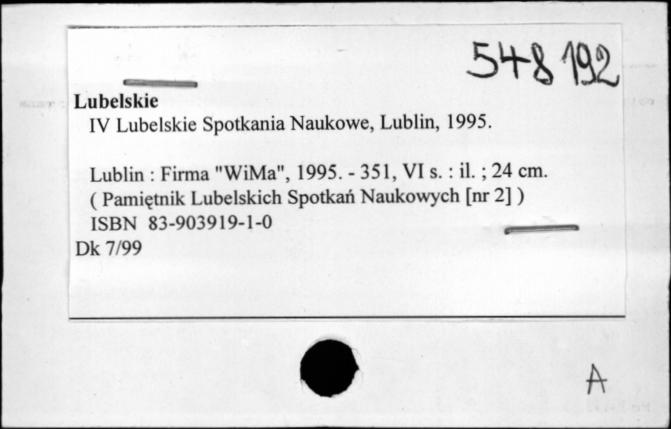 548 192
Lubelskie
IV Lubelskie Spotkania Naukowe, Lublin, 1995.
Lublin : Firma "WiMa", 1995. - 351, VI s. : il. ; 24 cm.
( Pamiętnik Lubelskich Spotkań Naukowych [nr 2] )
ISBN 83-903919-1-0
Dk 7/99
A